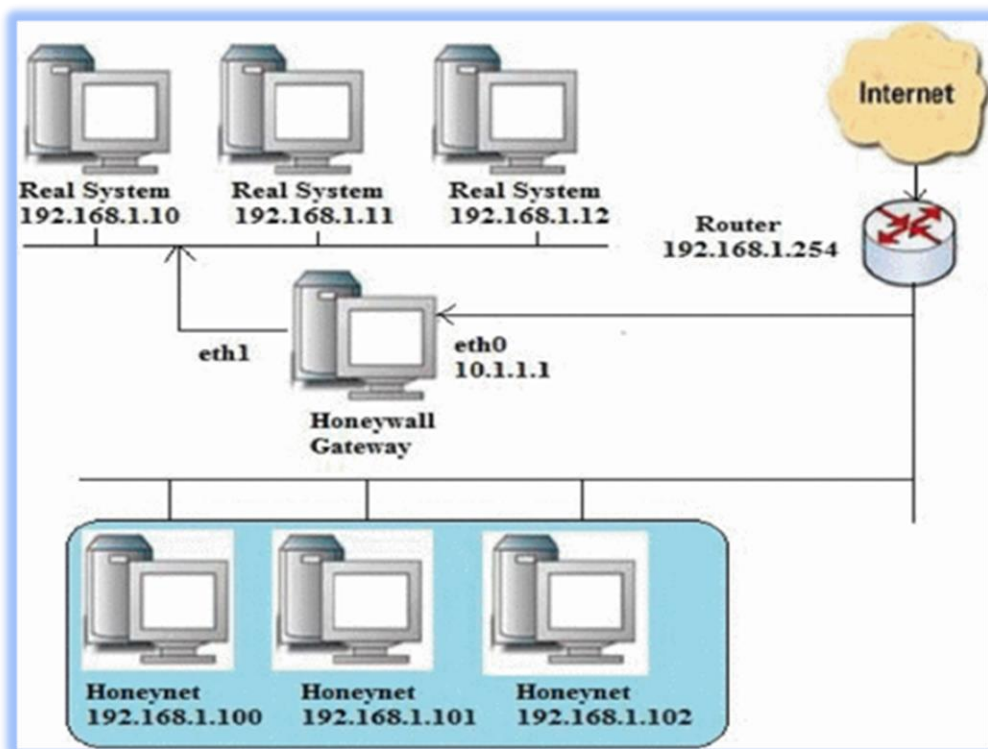 Internet
Real System
192.168.1.10
Real System
192.168.1.11
Real System
192.168.1.12
Router
192.168.1.254
eth1
eth0
10.1.1.1
Honeywall
Gateway
Honeynet
192.168.1.100
Honeynet
192.168.1.101
Honeynet
192.168.1.102